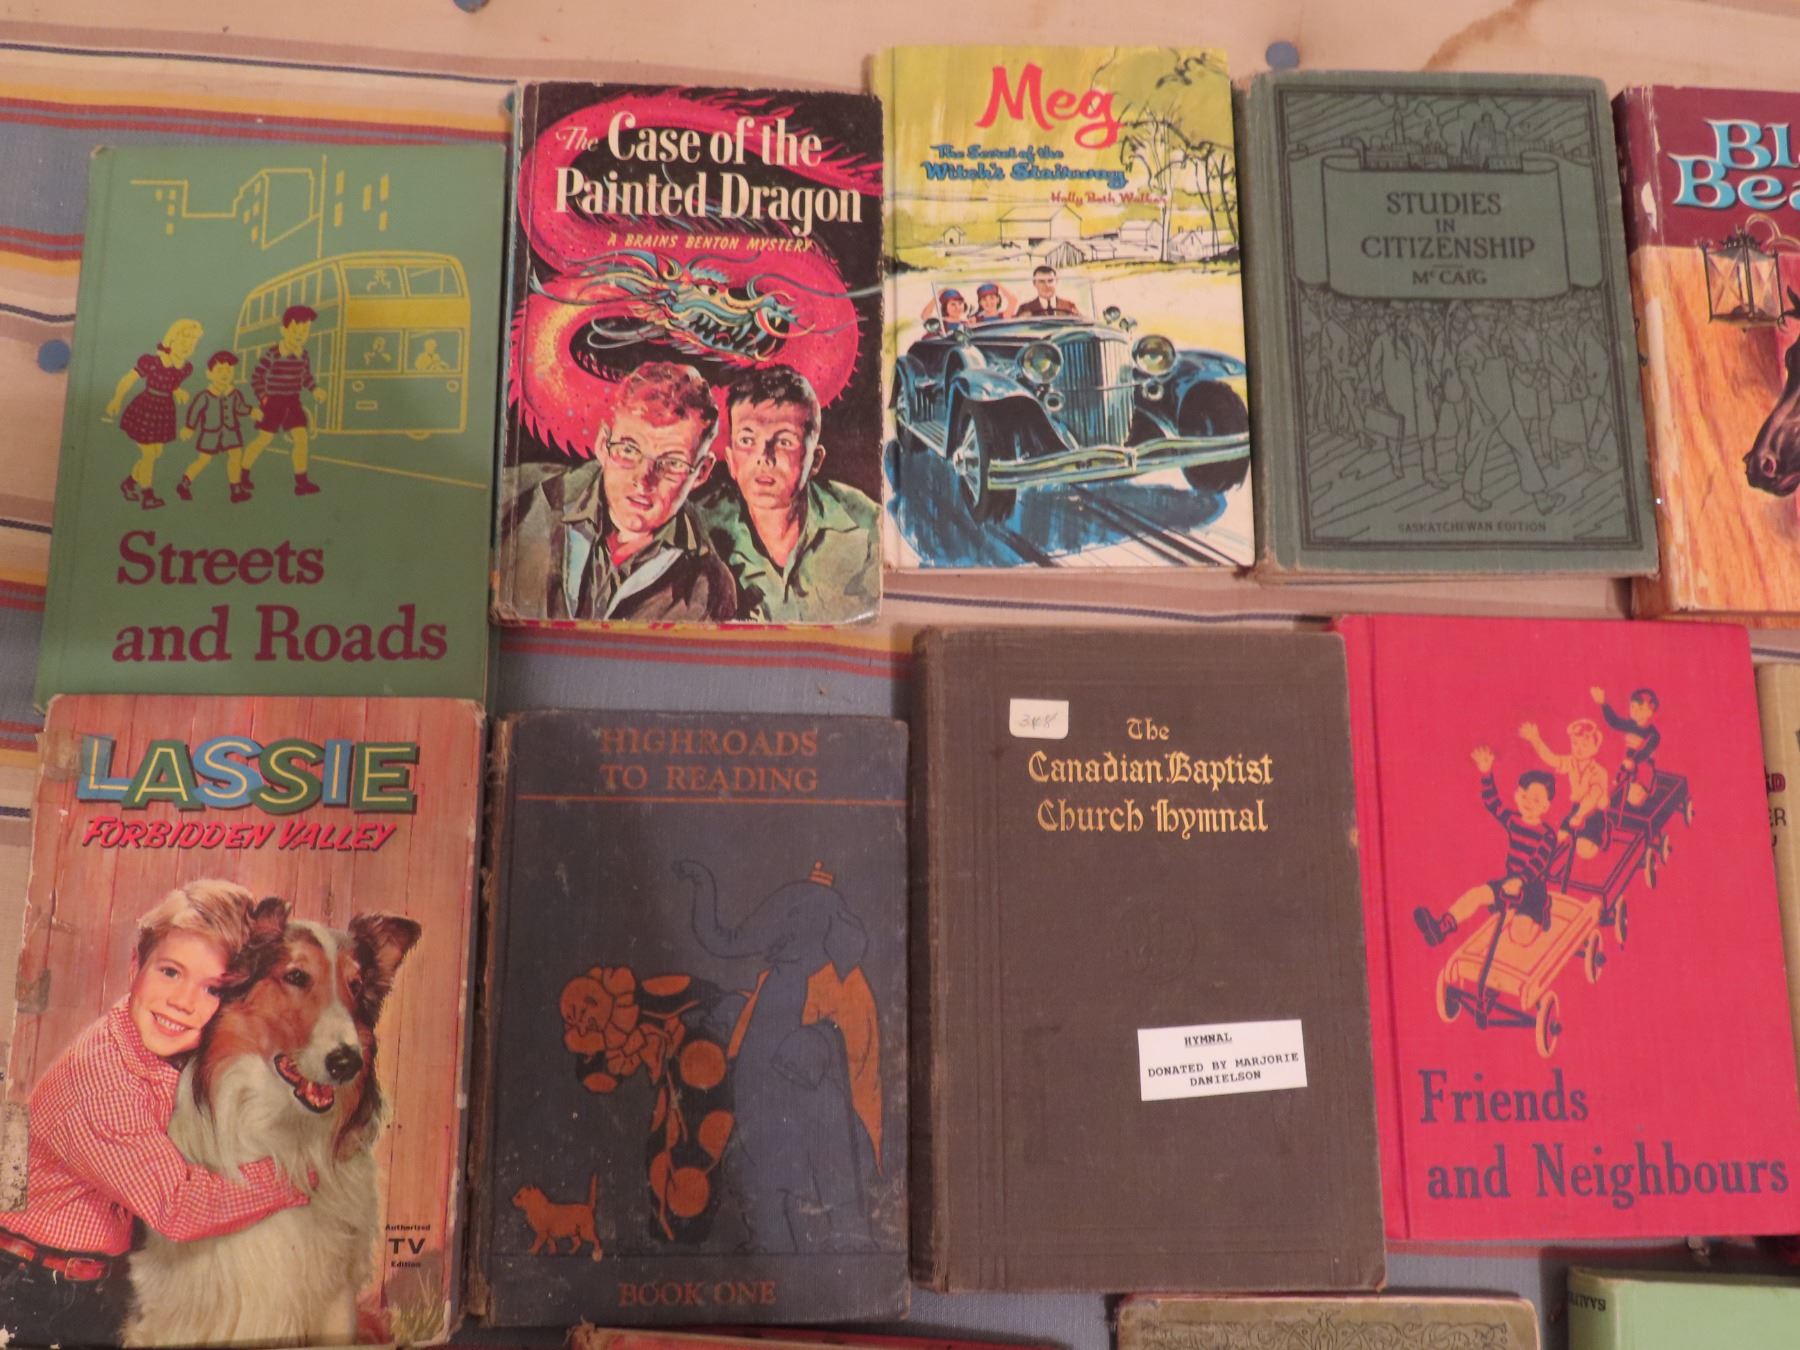 Streets
and Roads
The Case of the
Painted Dragon
A BRAINS BENTON MYSTERY
Meg
The Secret of the
Witch's Stairway
Holly Beth Walker
STUDIES
IN
CITIZENSHIP
McCAIG
SASKATCHEWAN EDITION
LASSIE
FORBIDDEN VALLEY
Authorized
TV
Edition
HIGHROADS
TO READING
BOOK ONE
348
The
Canadian Baptist
Church Hymnal
HYMNAL
DONATED BY MARJORIE
DANIELSON
Friends
and Neighbours